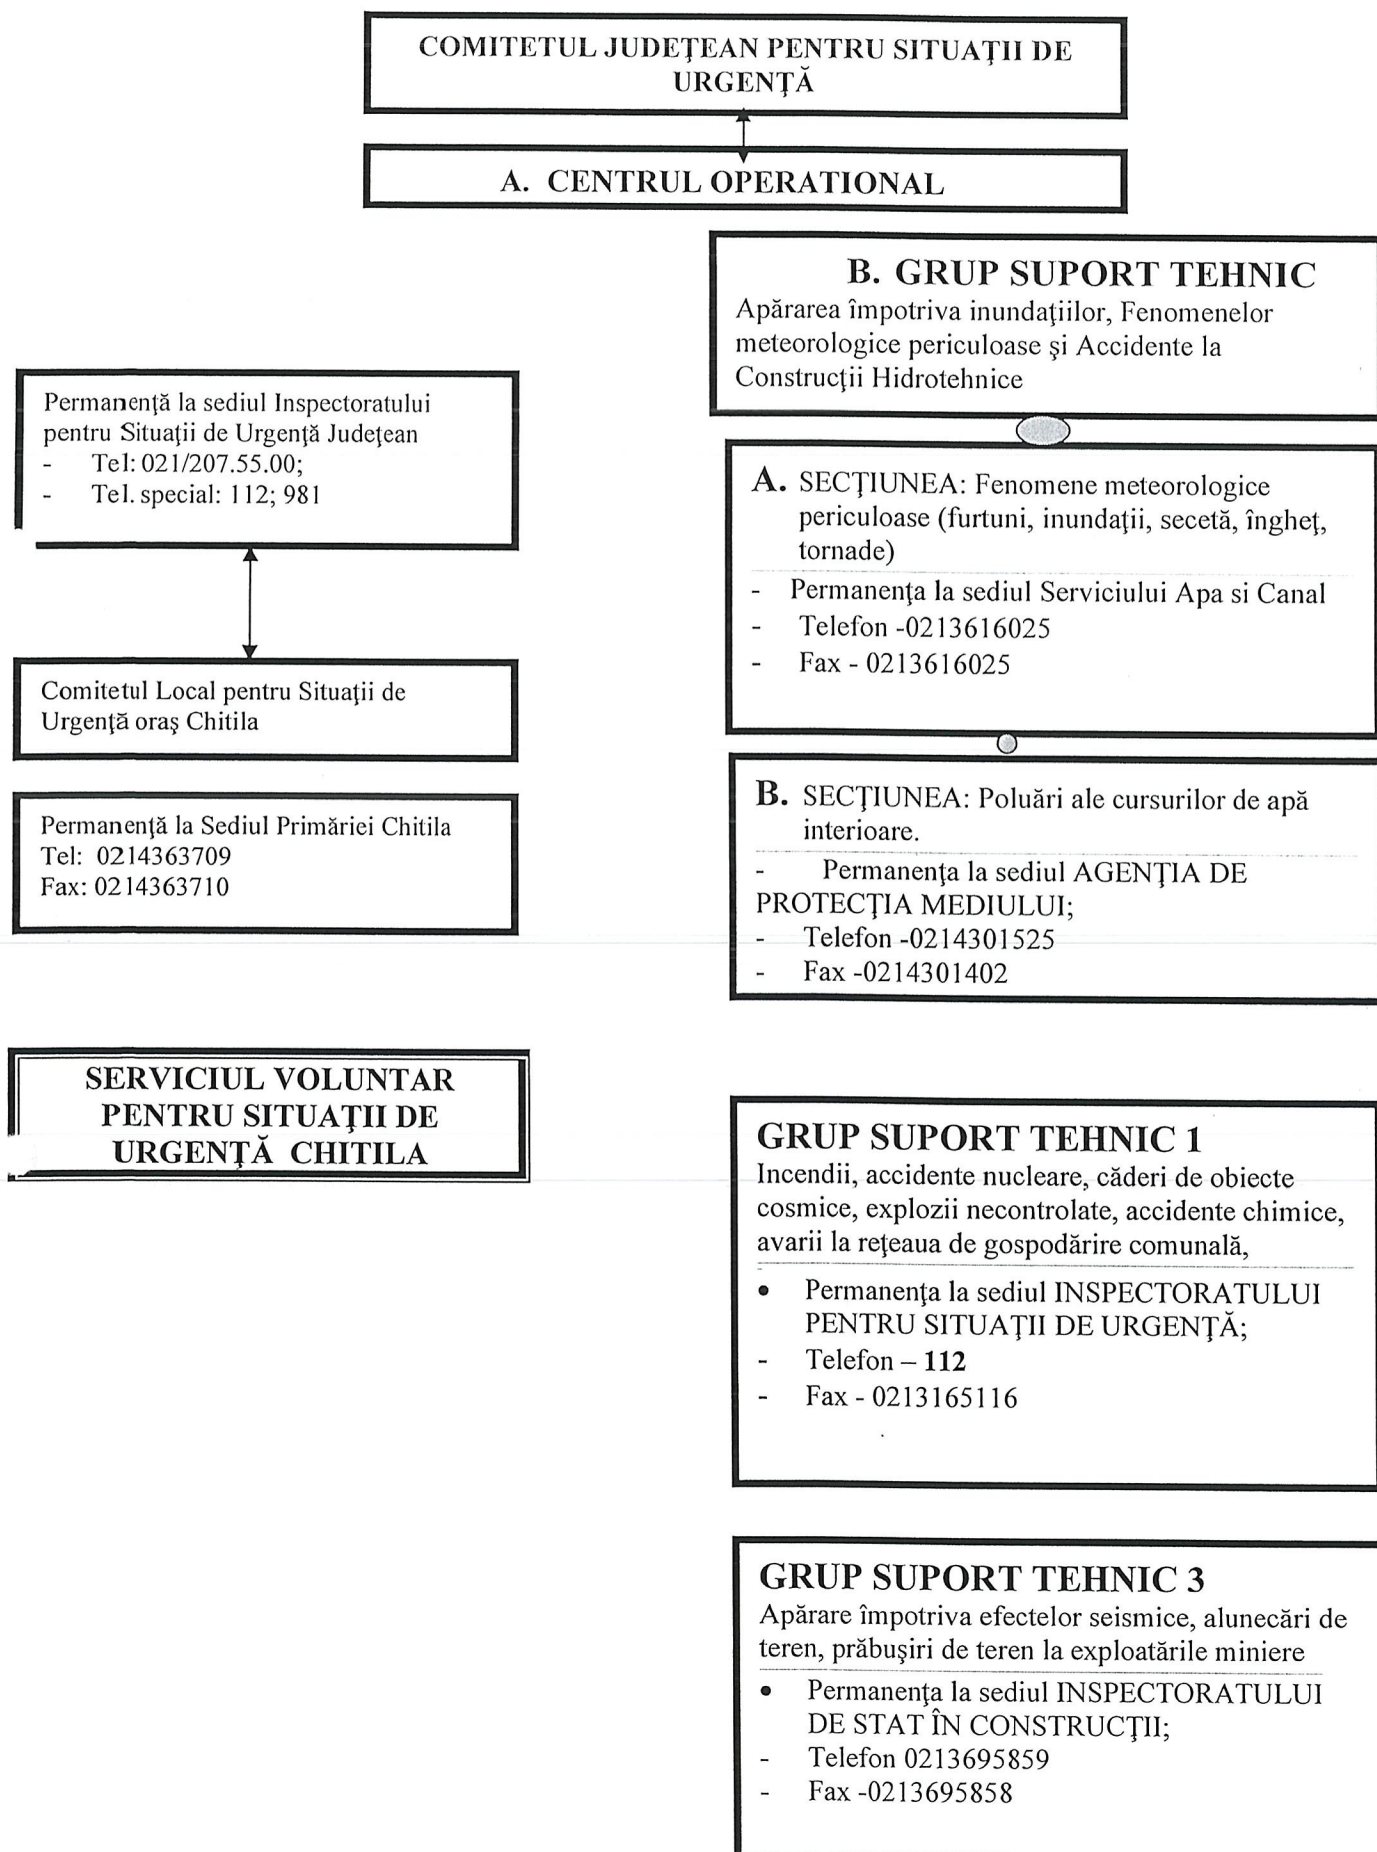 COMITETUL JUDEŢEAN PENTRU SITUAŢII DE
URGENŢĂ
A. CENTRUL OPERATIONAL
B. GRUP SUPORT TEHNIC
Apărarea împotriva inundaţiilor, Fenomenelor
meteorologice periculoase şi Accidente la
Construcţii Hidrotehnice
Permanenţă la sediul Inspectoratului
pentru Situaţii de Urgenţă Judeţean
- Tel: 021/207.55.00;
- Tel. special: 112; 981
A. SECŢIUNEA: Fenomene meteorologice
periculoase (furtuni, inundaţii, secetă, îngheţ,
tornade)
- Permanenţa la sediul Serviciului Apa si Canal
- Telefon -0213616025
- Fax - 0213616025
Comitetul Local pentru Situaţii de
Urgenţă oraş Chitila
Permanenţă la Sediul Primăriei Chitila
Tel: 0214363709
Fax: 0214363710
B. SECŢIUNEA: Poluări ale cursurilor de apă
interioare.
- Permanenţa la sediul AGENŢIA DE
PROTECŢIA MEDIULUI;
- Telefon -0214301525
- Fax -0214301402
SERVICIUL VOLUNTAR
PENTRU SITUAŢII DE
URGENŢĂ CHITILA
GRUP SUPORT TEHNIC 1
Incendii, accidente nucleare, căderi de obiecte
cosmice, explozii necontrolate, accidente chimice,
avarii la reţeaua de gospodărire comunală,
• Permanenţa la sediul INSPECTORATULUI
PENTRU SITUAŢII DE URGENŢĂ;
- Telefon – 112
- Fax - 0213165116
GRUP SUPORT TEHNIC 3
Apărare împotriva efectelor seismice, alunecări de
teren, prăbuşiri de teren la exploatările miniere
• Permanenţa la sediul INSPECTORATULUI
DE STAT ÎN CONSTRUCŢII;
- Telefon 0213695859
- Fax -0213695858